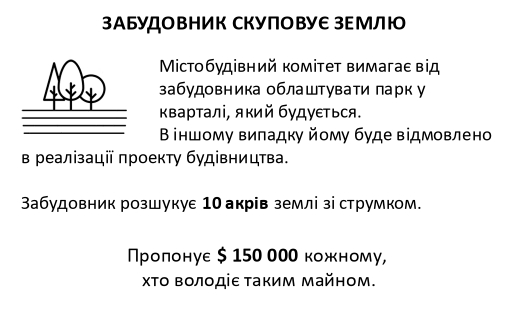 ЗАБУДОВНИК СКУПОВУЄ ЗЕМЛЮ
Містобудівний комітет вимагає від
забудовника облаштувати парк у
кварталі, який будується.
В іншому випадку йому буде відмовлено
в реалізації проекту будівництва.
Забудовник розшукує 10 акрів землі зі струмком.
Пропонує $ 150 000 кожному,
хто володіє таким майном.